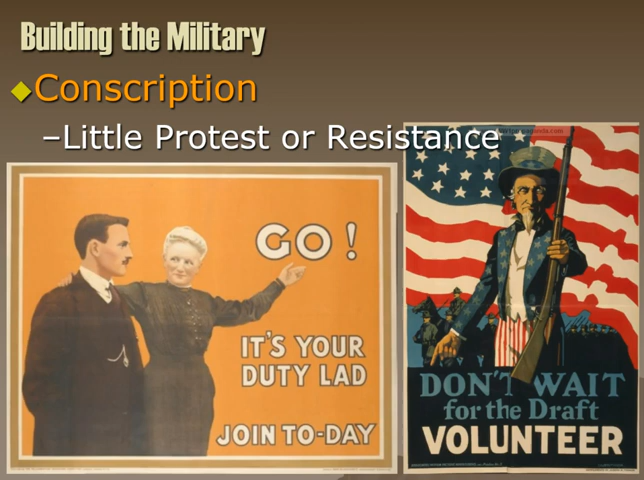 Building the Military
Conscription
–Little Protest or Resistance
GO!
IT'S YOUR
DUTY LAD
JOIN TO-DAY
DON'T WAIT
for the Draft
VOLUNTEER